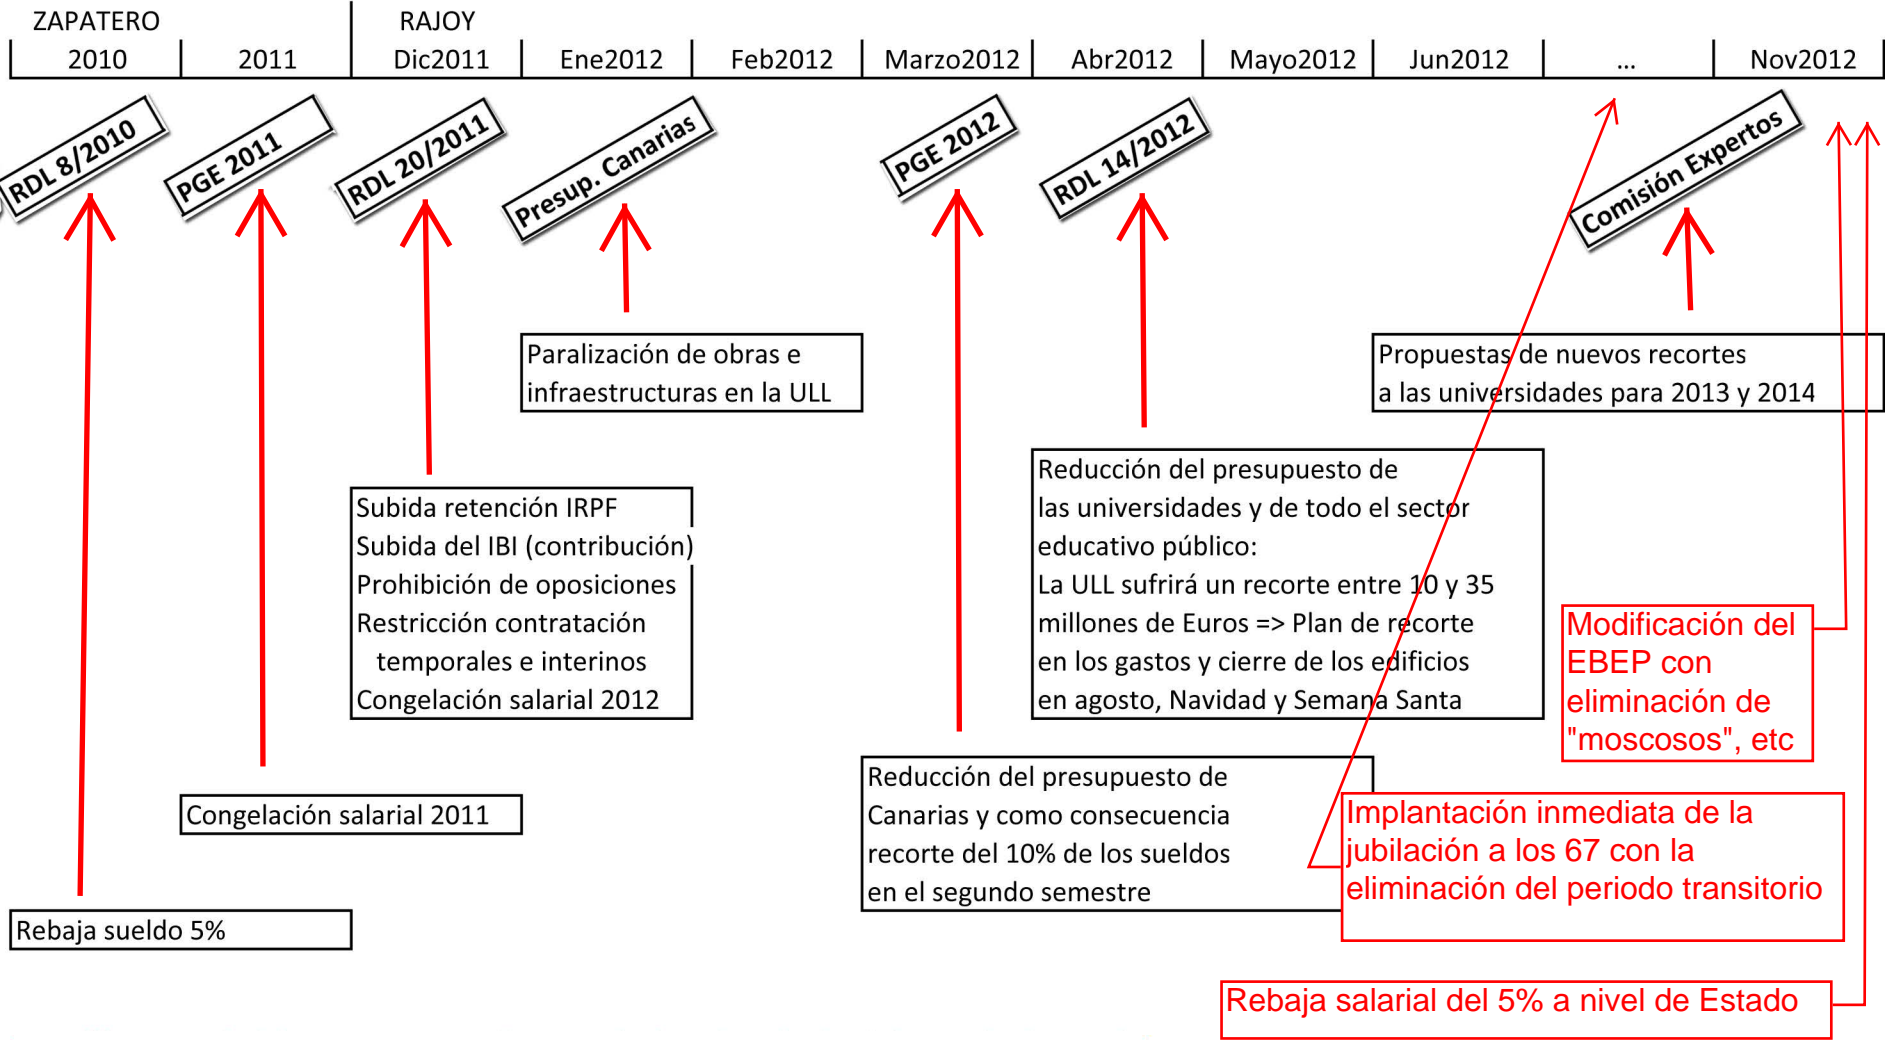 ZAPATERO
RAJOY
2010
2011
Dic2011
Ene2012
Feb2012
Marzo2012
Abr2012
Mayo2012
Jun2012
...
Nov2012
RDL 8/2010
PGE 2011
RDL 20/2011
Presup. Canarias
PGE 2012
RDL 14/2012
Comisión Expertos
Paralización de obras e
infraestructuras en la ULL
Propuestas de nuevos recortes
a las universidades para 2013 y 2014
Subida retención IRPF
Subida del IBI (contribución)
Prohibición de oposiciones
Restricción contratación
temporales e interinos
Congelación salarial 2012
Reducción del presupuesto de
las universidades y de todo el sector
educativo público:
La ULL sufrirá un recorte entre 10 y 35
millones de Euros => Plan de recorte
en los gastos y cierre de los edificios
en agosto, Navidad y Semana Santa
Modificación del
EBEP con
eliminación de
"moscosos", etc
Congelación salarial 2011
Reducción del presupuesto de
Canarias y como consecuencia
recorte del 10% de los sueldos
en el segundo semestre
Implantación inmediata de la
jubilación a los 67 con la
eliminación del periodo transitorio
Rebaja sueldo 5%
Rebaja salarial del 5% a nivel de Estado